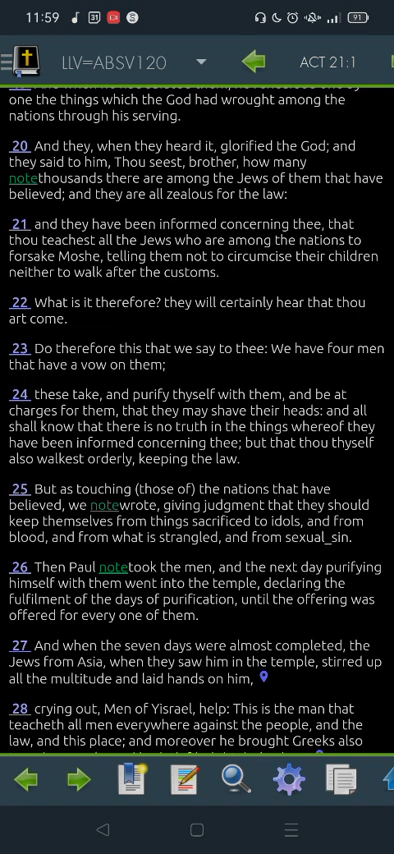 11:59
31
S
91
LLV=ABSV120
ACT 21:1
one the things which the God had wrought among the
nations through his serving.
20 And they, when they heard it, glorified the God; and
they said to him, Thou seest, brother, how many
notethousands there are among the Jews of them that have
believed; and they are all zealous for the law:
21 and they have been informed concerning thee, that
thou teachest all the Jews who are among the nations to
forsake Moshe, telling them not to circumcise their children
neither to walk after the customs.
22 What is it therefore? they will certainly hear that thou
art come.
23 Do therefore this that we say to thee: We have four men
that have a vow on them;
24 these take, and purify thyself with them, and be at
charges for them, that they may shave their heads: and all
shall know that there is no truth in the things whereof they
have been informed concerning thee; but that thou thyself
also walkest orderly, keeping the law.
25 But as touching (those of) the nations that have
believed, we notewrote, giving judgment that they should
keep themselves from things sacrificed to idols, and from
blood, and from what is strangled, and from sexual_sin.
26 Then Paul notetook the men, and the next day purifying
himself with them went into the temple, declaring the
fulfilment of the days of purification, until the offering was
offered for every one of them.
27 And when the seven days were almost completed, the
Jews from Asia, when they saw him in the temple, stirred up
all the multitude and laid hands on him,
28 crying out, Men of Yisrael, help: This is the man that
teacheth all men everywhere against the people, and the
law, and this place; and moreover he brought Greeks also